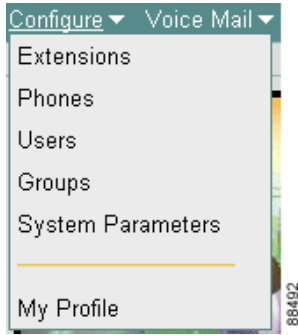 Configure Voice Mail
Extensions
Phones
Users
Groups
System Parameters
My Profile
88492